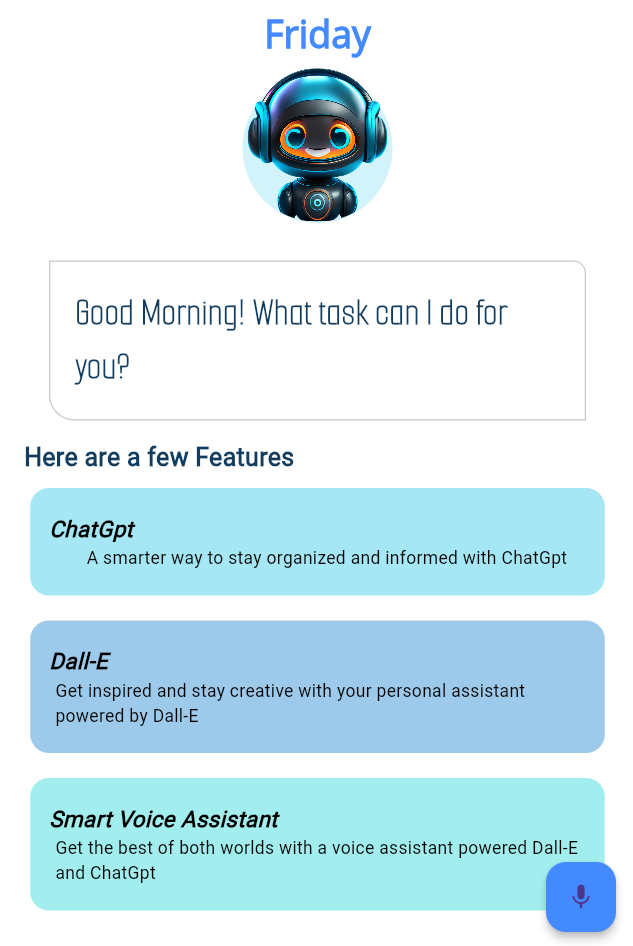 Friday
Good Morning! What task can I do for
you?
Here are a few Features
ChatGpt
A smarter way to stay organized and informed with ChatGpt
Dall-E
Get inspired and stay creative with your personal assistant
powered by Dall-E
Smart Voice Assistant
Get the best of both worlds with a voice assistant powered Dall-E
and ChatGpt